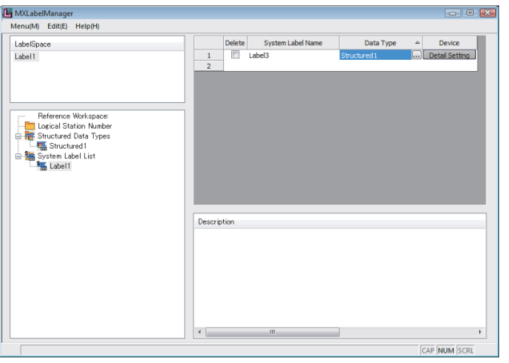 MXLabelManager
Menu(M) Edit(E) Help(H)
LabelSpace
Label1
Reference Workspace:
Logical Station Number
Structured Data Types
Structured1
System Label List
Label1
Delete System Label Name Data Type Device
1 Label3 Structured1 ... Detail Setting
2
Description
CAP NUM SCRL